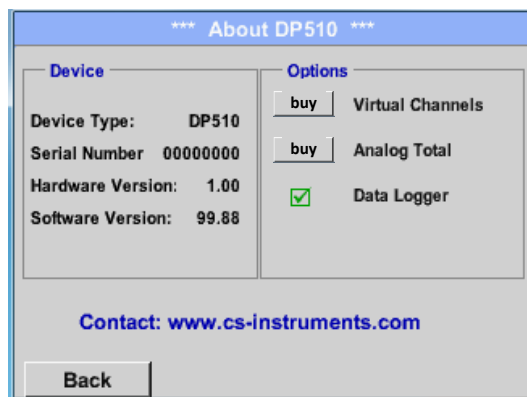 *** About DP510 ***
Device
Device Type: DP510
Serial Number 00000000
Hardware Version: 1.00
Software Version: 99.88
Options
buy Virtual Channels
buy Analog Total
Data Logger
Contact: www.cs-instruments.com
Back